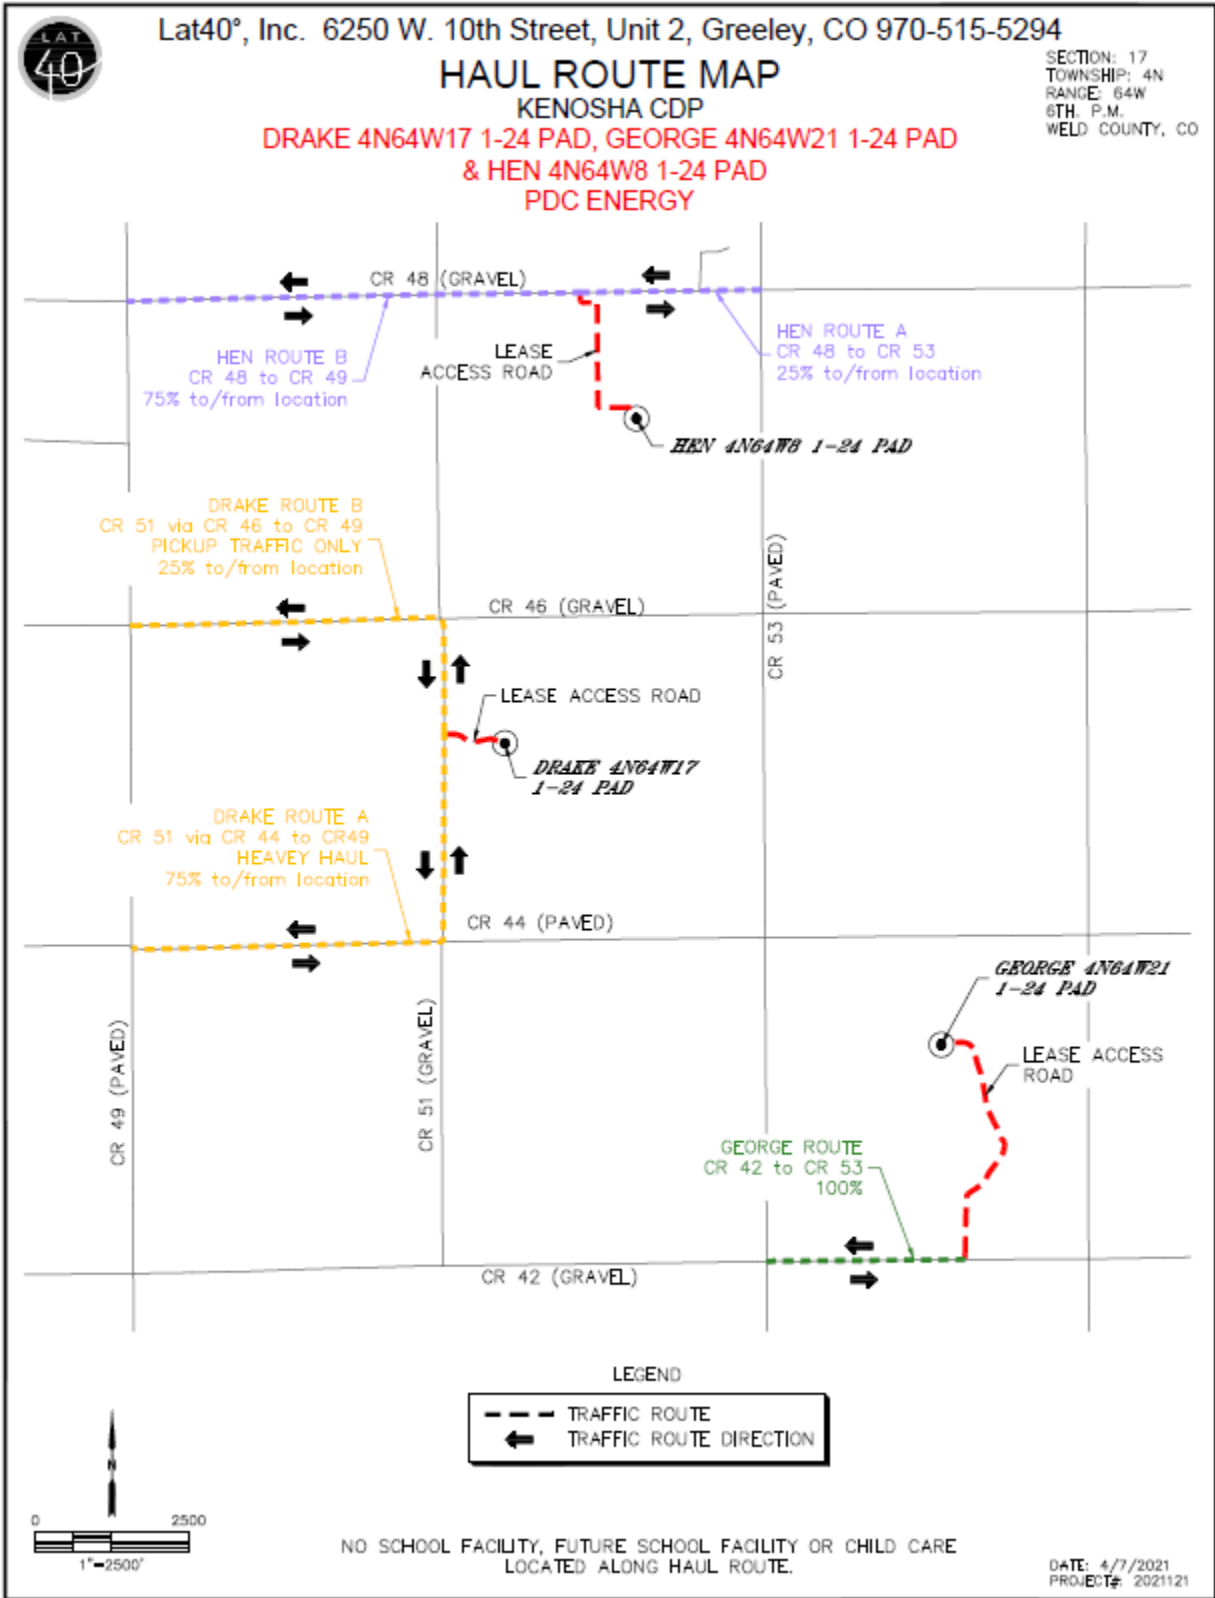 LAT
40
Lat40°, Inc. 6250 W. 10th Street, Unit 2, Greeley, CO 970-515-5294
HAUL ROUTE MAP
KENOSHA CDP
DRAKE 4N64W17 1-24 PAD, GEORGE 4N64W21 1-24 PAD
& HEN 4N64W8 1-24 PAD
PDC ENERGY
SECTION: 17
TOWNSHIP: 4N
RANGE: 64W
6TH. P.M.
WELD COUNTY, CO
CR 48 (GRAVEL)
HEN ROUTE B
CR 48 to CR 49
75% to/from location
LEASE
ACCESS ROAD
HEN ROUTE A
CR 48 to CR 53
25% to/from location
HEN 4N64W8 1-24 PAD
DRAKE ROUTE B
CR 51 via CR 46 to CR 49
PICKUP TRAFFIC ONLY
25% to/from location
CR 46 (GRAVEL)
CR 53 (PAVED)
LEASE ACCESS ROAD
DRAKE 4N64W17
1-24 PAD
DRAKE ROUTE A
CR 51 via CR 44 to CR49
HEAVEY HAUL
75% to/from location
CR 44 (PAVED)
GEORGE 4N64W21
1-24 PAD
LEASE ACCESS
ROAD
CR 49 (PAVED)
CR 51 (GRAVEL)
GEORGE ROUTE
CR 42 to CR 53
100%
CR 42 (GRAVEL)
LEGEND
TRAFFIC ROUTE
TRAFFIC ROUTE DIRECTION
N
0 2500
1"=2500'
NO SCHOOL FACILITY, FUTURE SCHOOL FACILITY OR CHILD CARE
LOCATED ALONG HAUL ROUTE.
DATE: 4/7/2021
PROJECT#: 2021121